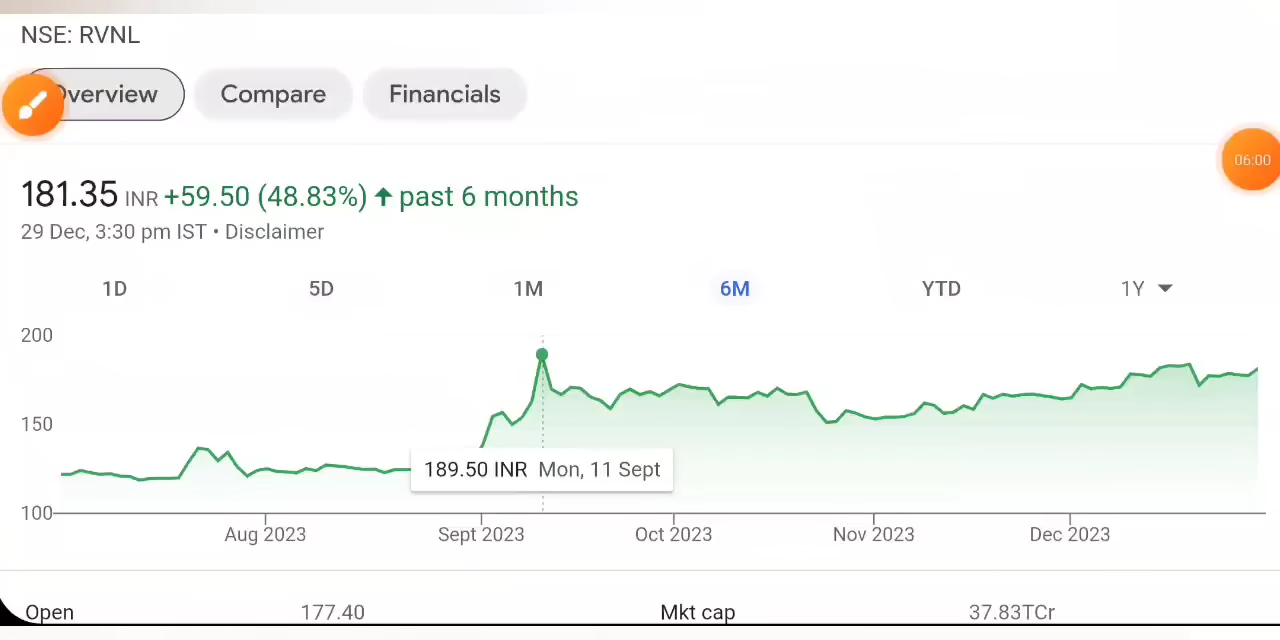 NSE: RVNL
Overview Compare Financials
06:00
181.35 INR +59.50 (48.83%) ↑ past 6 months
29 Dec, 3:30 pm IST • Disclaimer
1D 5D 1M 6M YTD 1Y
200
150
189.50 INR Mon, 11 Sept
100
Aug 2023 Sept 2023 Oct 2023 Nov 2023 Dec 2023
Open 177.40 Mkt cap 37.83TCr